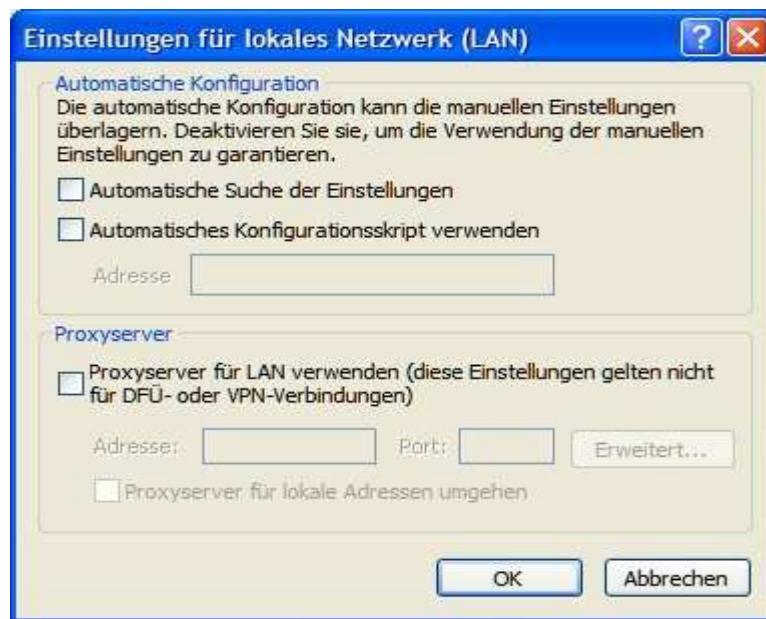 Einstellungen für lokales Netzwerk (LAN)
Automatische Konfiguration
Die automatische Konfiguration kann die manuellen Einstellungen
überlagern. Deaktivieren Sie sie, um die Verwendung der manuellen
Einstellungen zu garantieren.
Automatische Suche der Einstellungen
Automatisches Konfigurationsskript verwenden
Adresse
Proxyserver
Proxyserver für LAN verwenden (diese Einstellungen gelten nicht
für DFÜ- oder VPN-Verbindungen)
Adresse: Port: Erweitert...
Proxyserver für lokale Adressen umgehen
OK Abbrechen